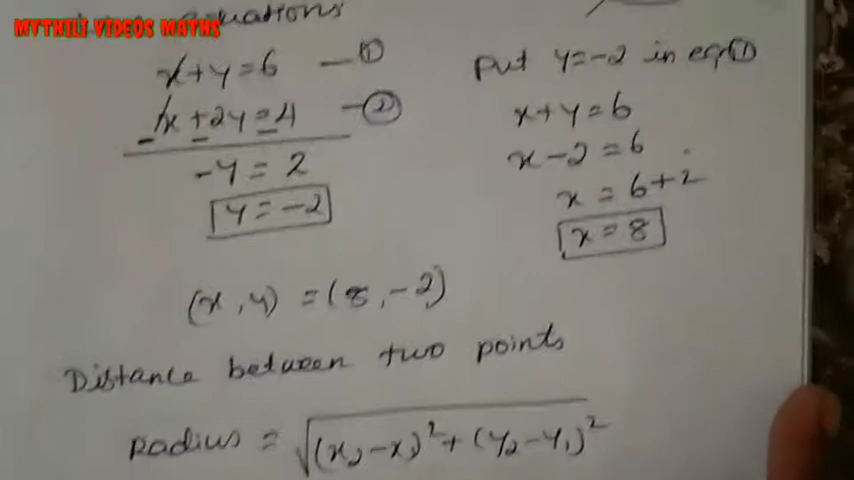 MYTHILI VIDEOS MATHS
equations
x+y=6 —①
x+2y=4 —②
- - -
-y = 2
y = -2
Put y=-2 in eqn①
x+y=6
x-2=6
x = 6+2
x = 8
(x,y) = (8,-2)
Distance between two points
Radius = √(x₂-x₁)²+(y₂-y₁)²